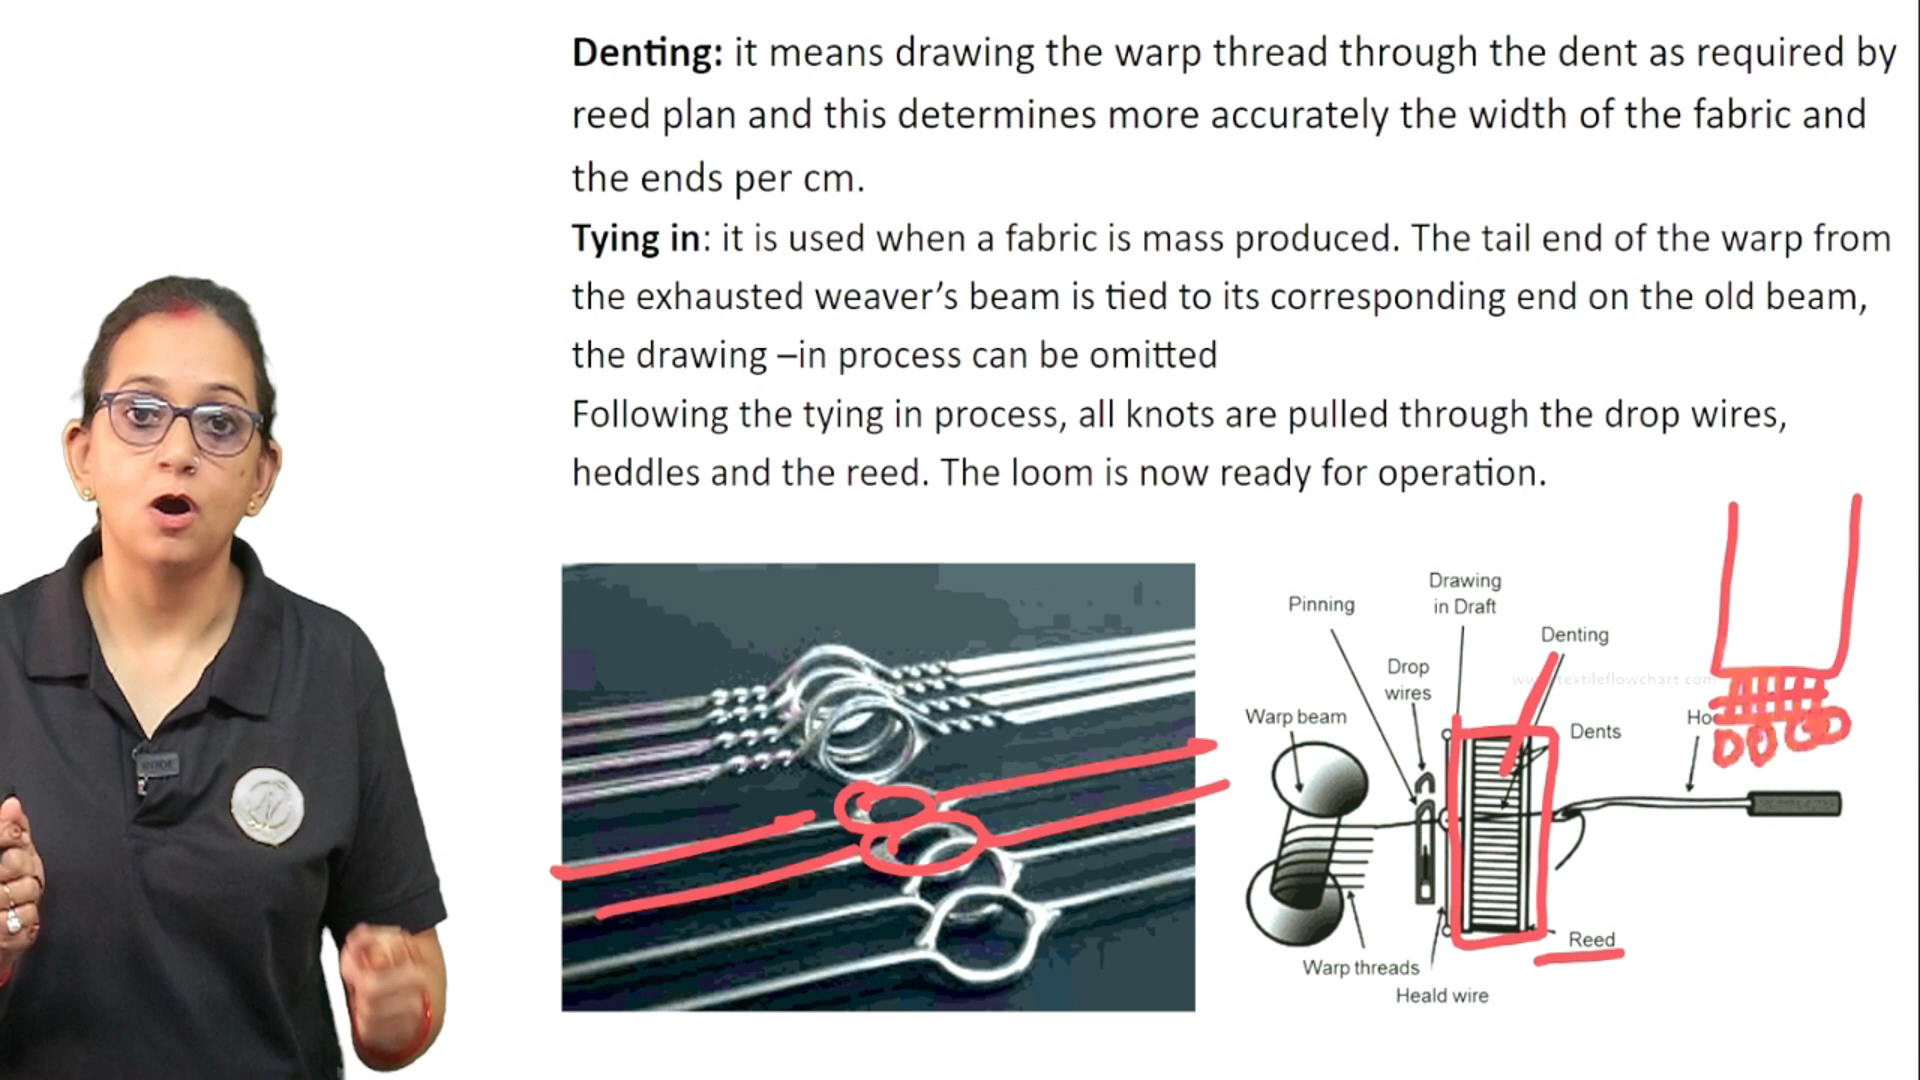 Denting: it means drawing the warp thread through the dent as required by
reed plan and this determines more accurately the width of the fabric and
the ends per cm.
Tying in: it is used when a fabric is mass produced. The tail end of the warp from
the exhausted weaver’s beam is tied to its corresponding end on the old beam,
the drawing –in process can be omitted
Following the tying in process, all knots are pulled through the drop wires,
heddles and the reed. The loom is now ready for operation.
Drawing
in Draft
Pinning
Denting
Drop
wires
textileflowchart.com
Warp beam
Dents
Reed
Warp threads
Heald wire
RODE